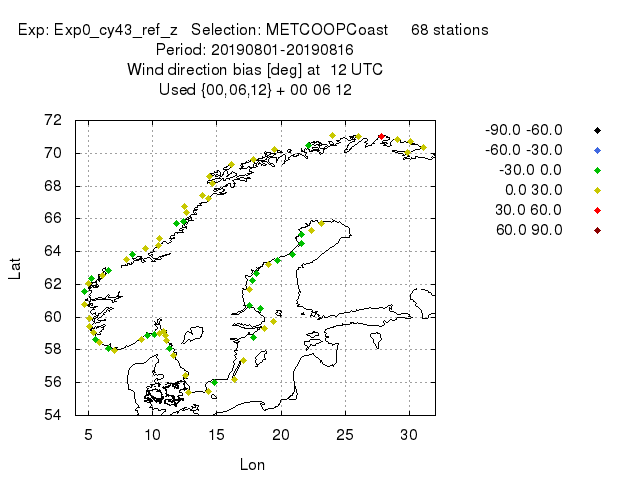 Exp: Exp0_cy43_ref_z Selection: METCOOPCoast 68 stations
Period: 20190801-20190816
Wind direction bias [deg] at 12 UTC
Used {00,06,12} + 00 06 12
72
70
68
66
64
62
60
58
56
54
Lat
5 10 15 20 25 30
Lon
-90.0 -60.0
-60.0 -30.0
-30.0 0.0
0.0 30.0
30.0 60.0
60.0 90.0